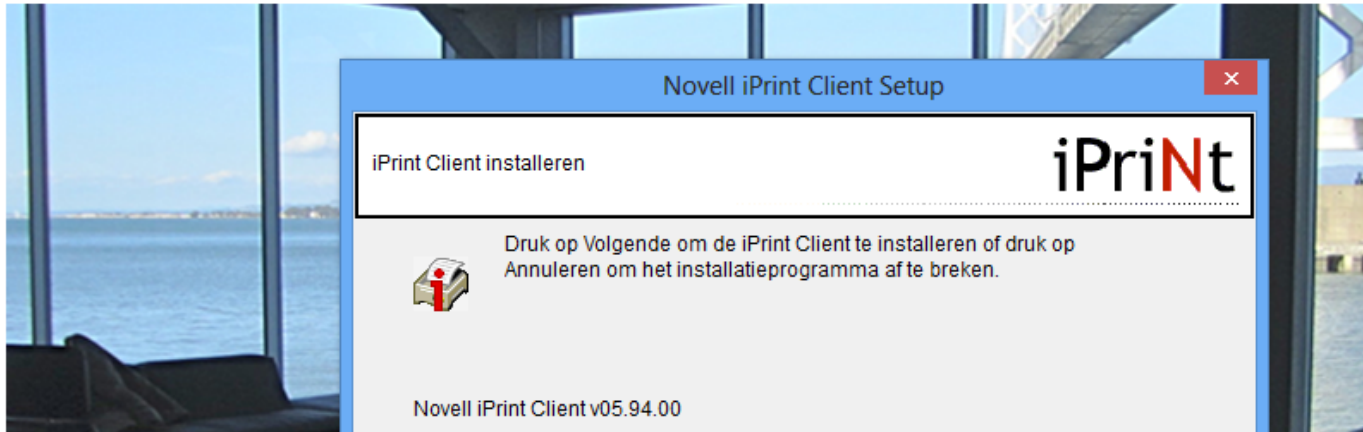 Novell iPrint Client Setup
iPrint Client installeren
iPriNt
Druk op Volgende om de iPrint Client te installeren of druk op
Annuleren om het installatieprogramma af te breken.
Novell iPrint Client v05.94.00